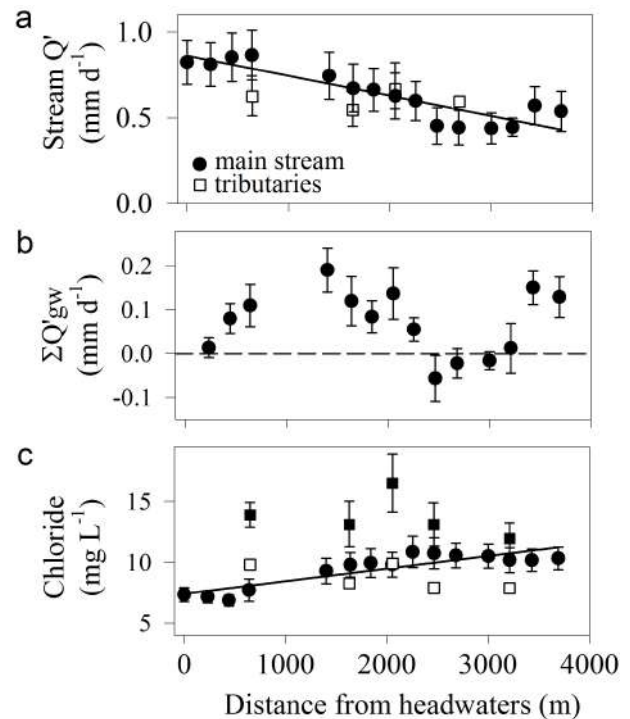 a
Stream Q'
(mm d⁻¹)
1.0
0.5
0.0
main stream
tributaries
b
ΣQ'gw
(mm d⁻¹)
0.2
0.1
0.0
-0.1
c
Chloride
(mg L⁻¹)
15
10
5
0
1000
2000
3000
4000
Distance from headwaters (m)